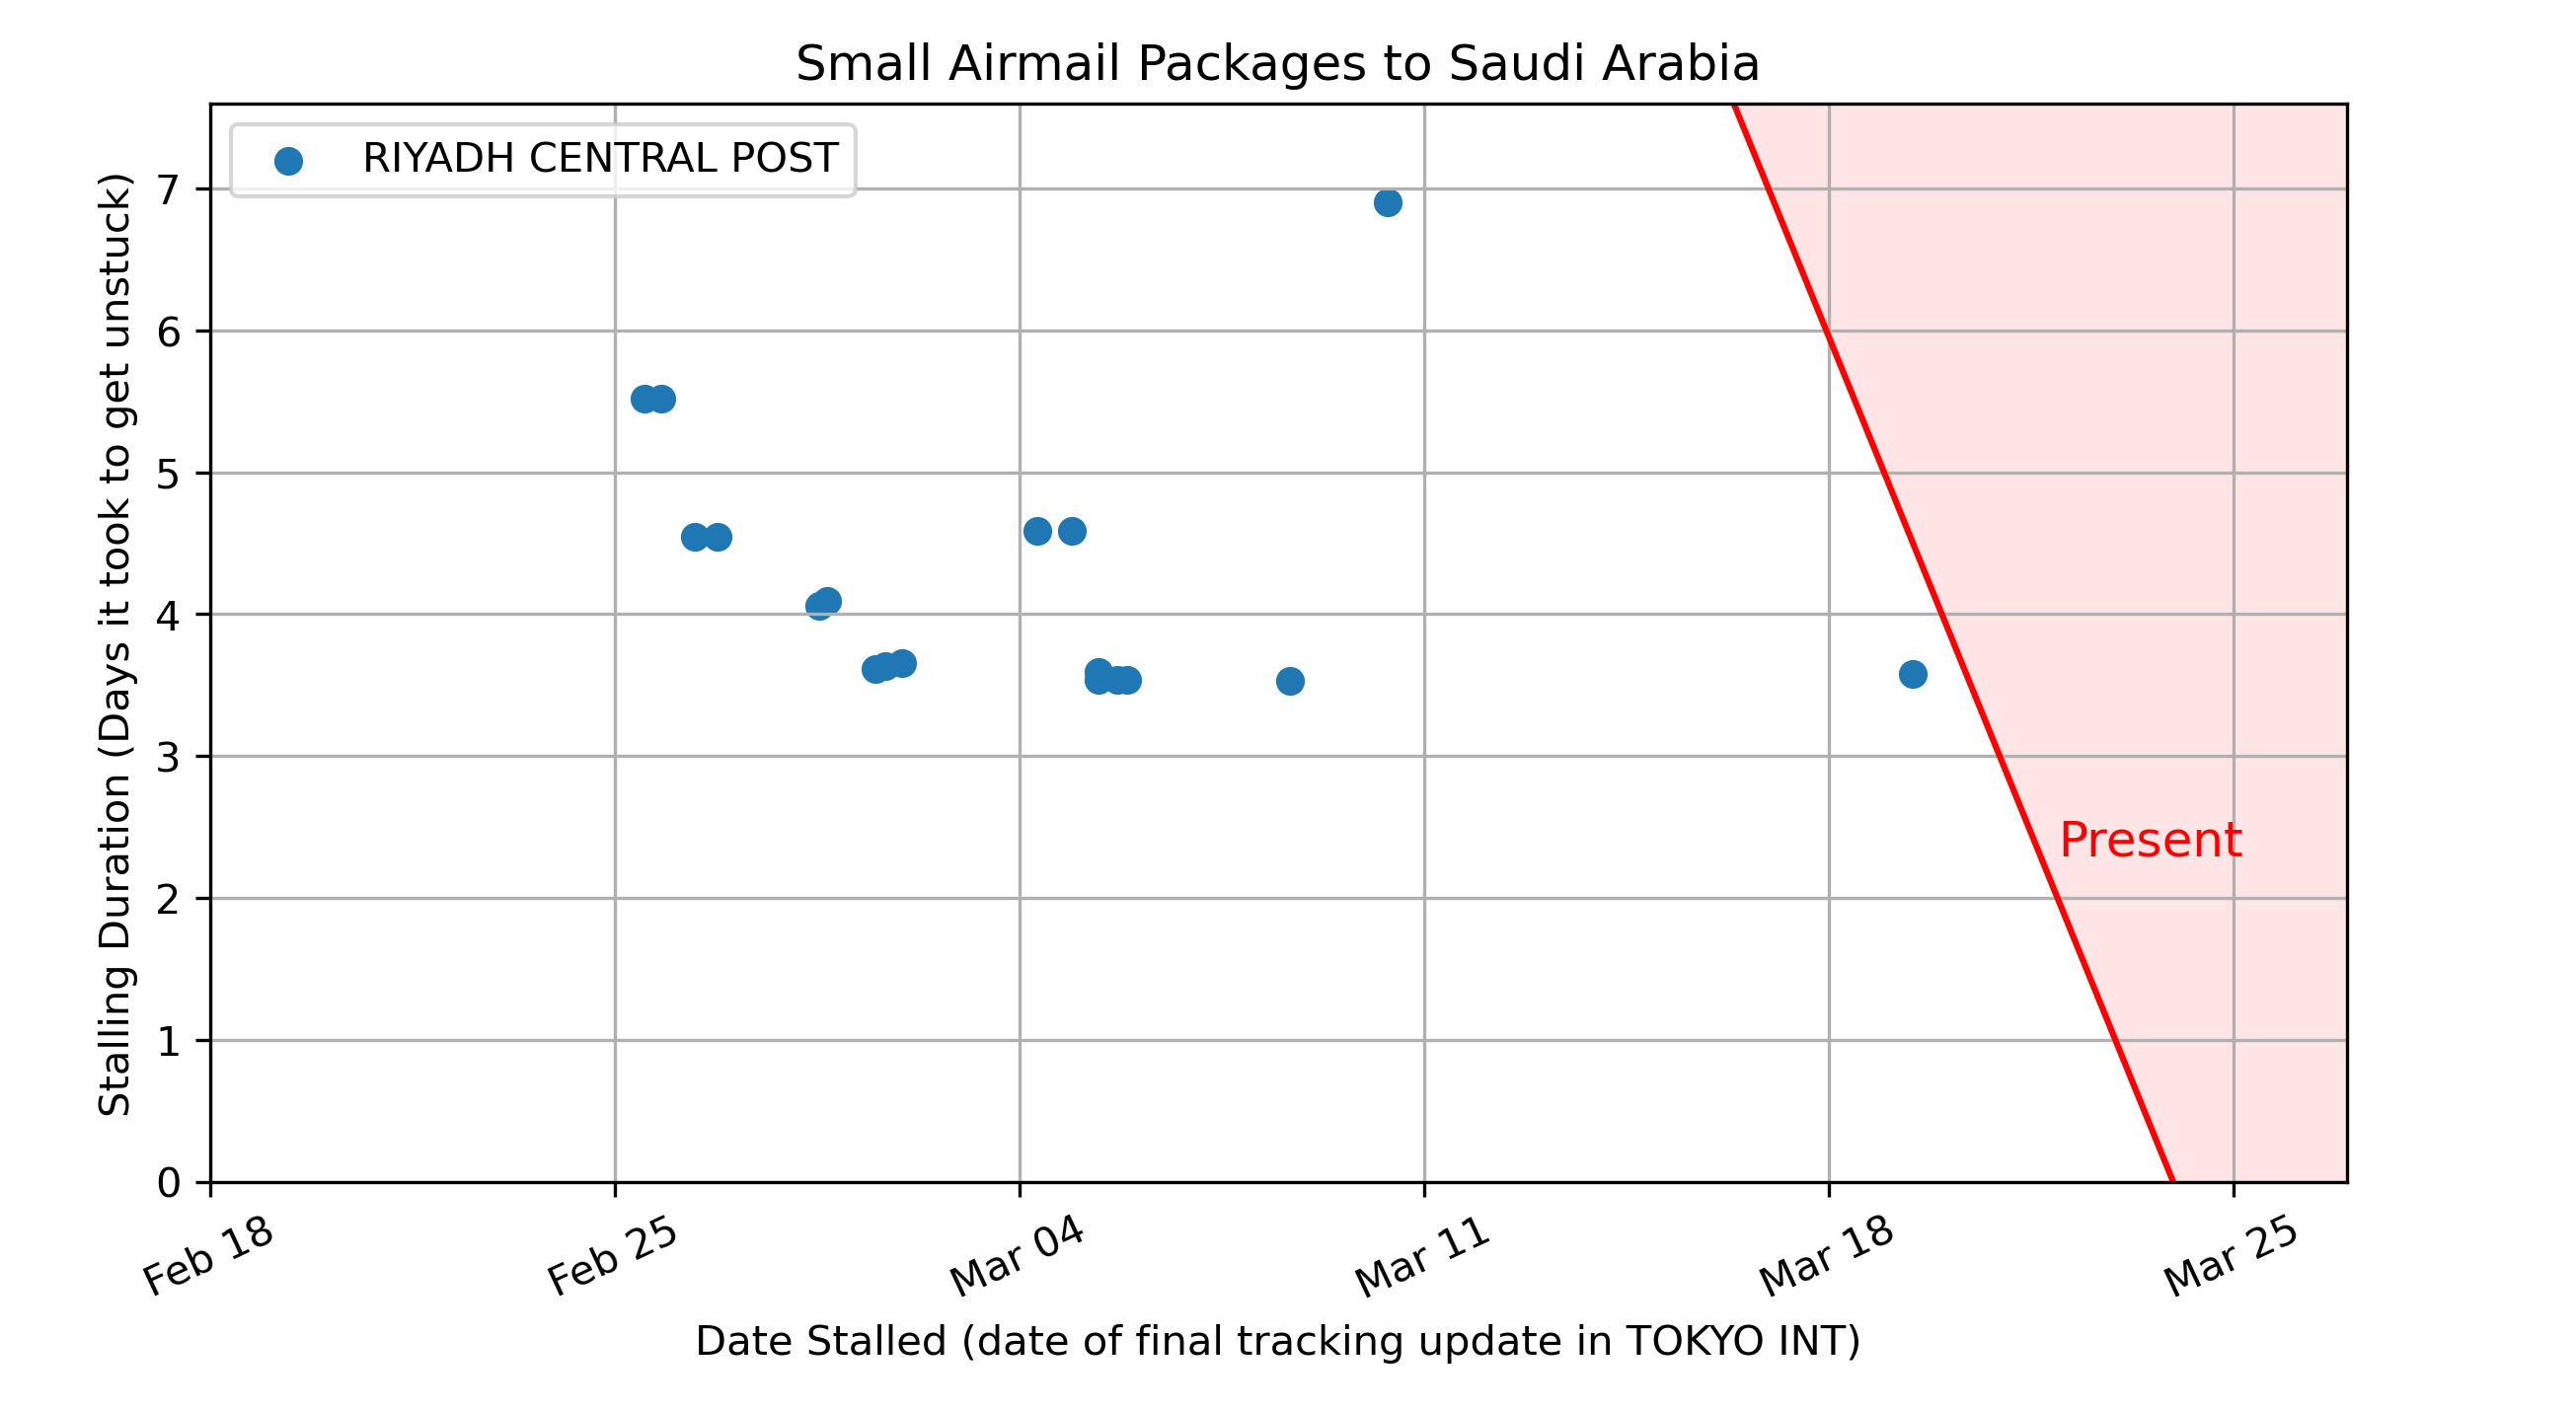 Small Airmail Packages to Saudi Arabia
RIYADH CENTRAL POST
Stalling Duration (Days it took to get unstuck)
7
6
5
4
3
2
1
0
Present
Feb 18
Feb 25
Mar 04
Mar 11
Mar 18
Mar 25
Date Stalled (date of final tracking update in TOKYO INT)